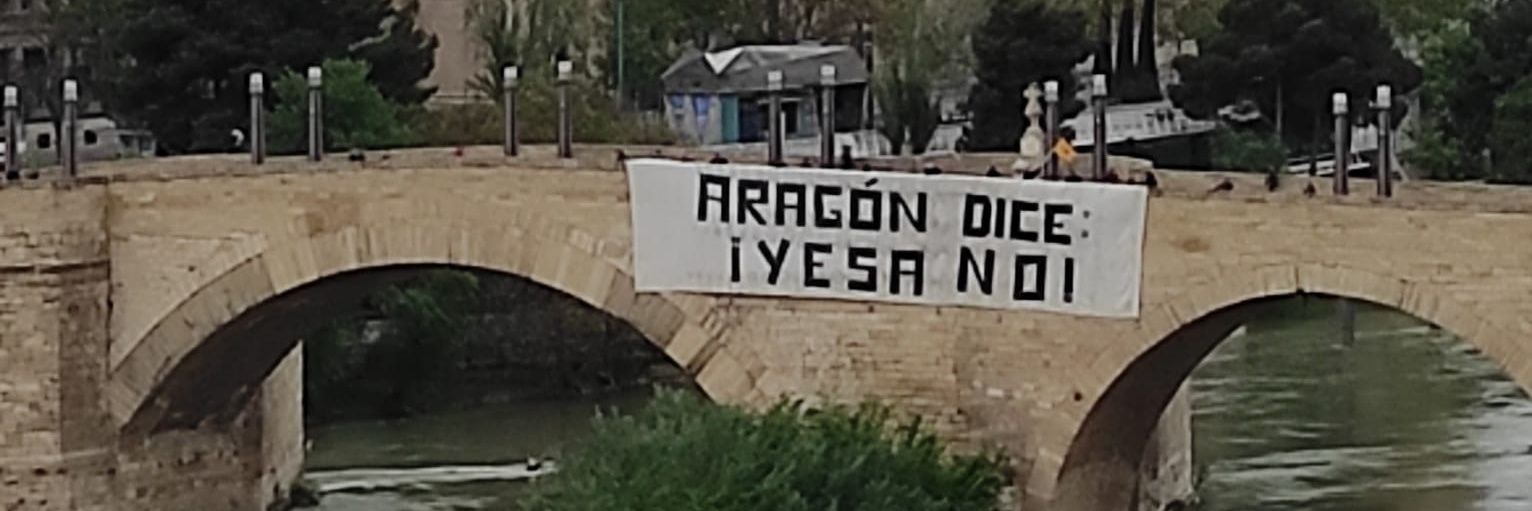 ARAGÓN DICE:
¡YESA NO!